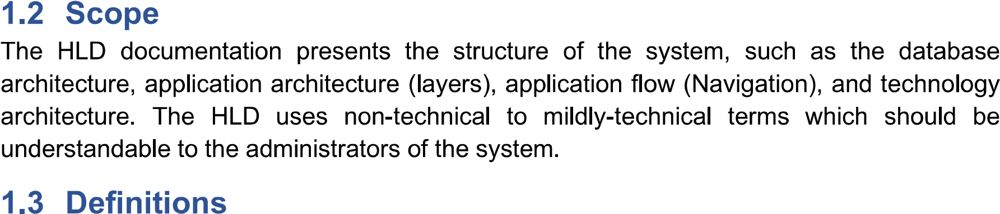 1.2 Scope
The HLD documentation presents the structure of the system, such as the database
architecture, application architecture (layers), application flow (Navigation), and technology
architecture. The HLD uses non-technical to mildly-technical terms which should be
understandable to the administrators of the system.
1.3 Definitions